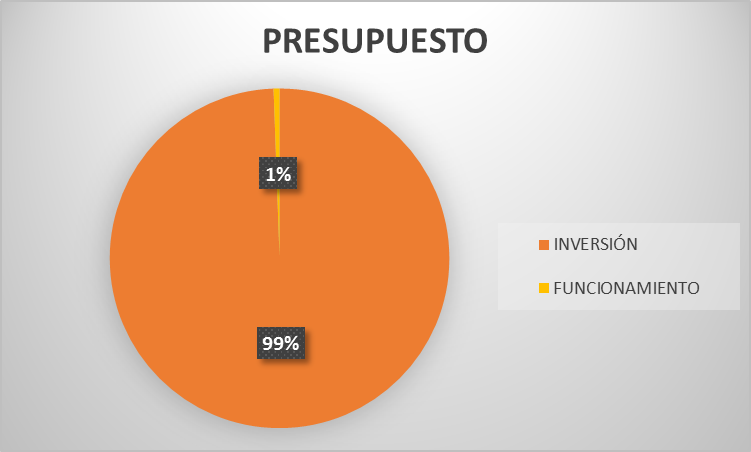 PRESUPUESTO
1%
99%
INVERSIÓN
FUNCIONAMIENTO